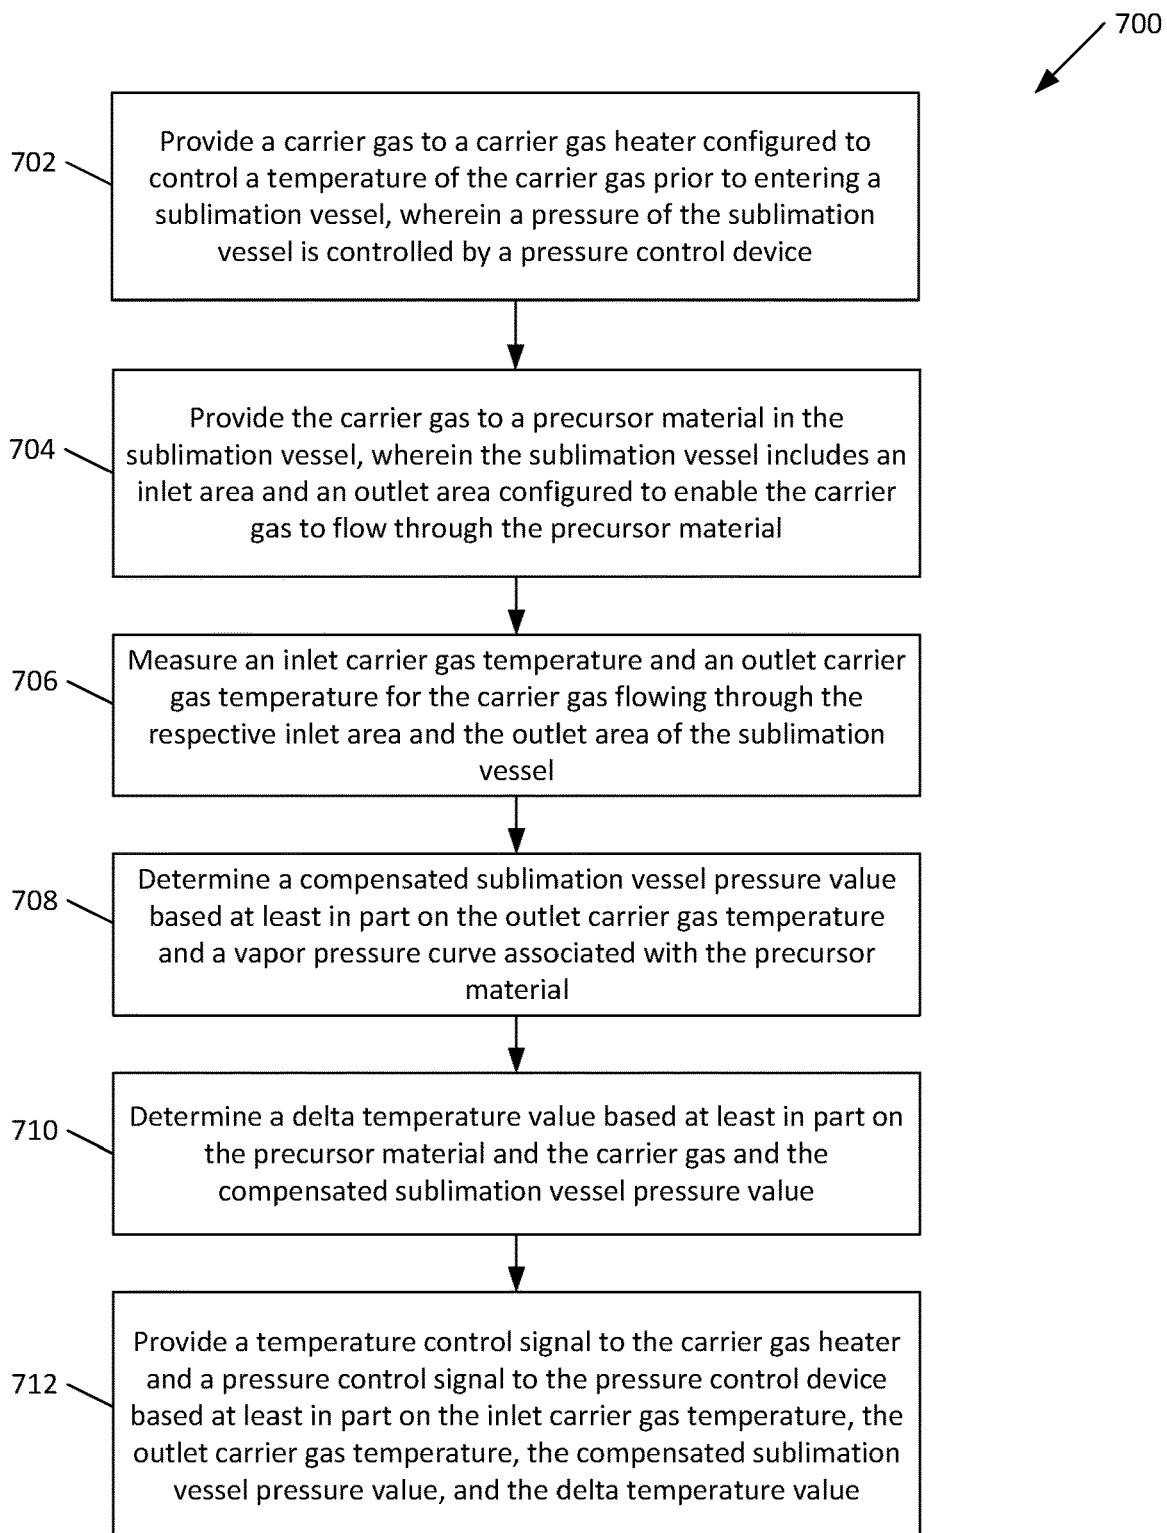 700
702
Provide a carrier gas to a carrier gas heater configured to
control a temperature of the carrier gas prior to entering a
sublimation vessel, wherein a pressure of the sublimation
vessel is controlled by a pressure control device
704
Provide the carrier gas to a precursor material in the
sublimation vessel, wherein the sublimation vessel includes an
inlet area and an outlet area configured to enable the carrier
gas to flow through the precursor material
706
Measure an inlet carrier gas temperature and an outlet carrier
gas temperature for the carrier gas flowing through the
respective inlet area and the outlet area of the sublimation
vessel
708
Determine a compensated sublimation vessel pressure value
based at least in part on the outlet carrier gas temperature
and a vapor pressure curve associated with the precursor
material
710
Determine a delta temperature value based at least in part on
the precursor material and the carrier gas and the
compensated sublimation vessel pressure value
712
Provide a temperature control signal to the carrier gas heater
and a pressure control signal to the pressure control device
based at least in part on the inlet carrier gas temperature, the
outlet carrier gas temperature, the compensated sublimation
vessel pressure value, and the delta temperature value